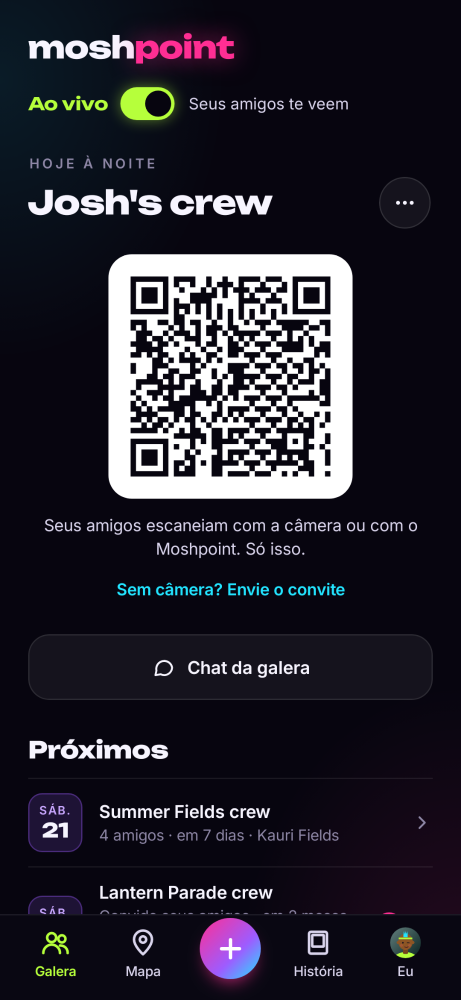 moshpoint
Ao vivo
Seus amigos te veem
HOJE À NOITE
Josh's crew
Seus amigos escaneiam com a câmera ou com o
Moshpoint. Só isso.
Sem câmera? Envie o convite
Chat da galera
Próximos
SÁB.
21
Summer Fields crew
4 amigos · em 7 dias · Kauri Fields
SÁB.
Lantern Parade crew
Galera
Mapa
História
Eu